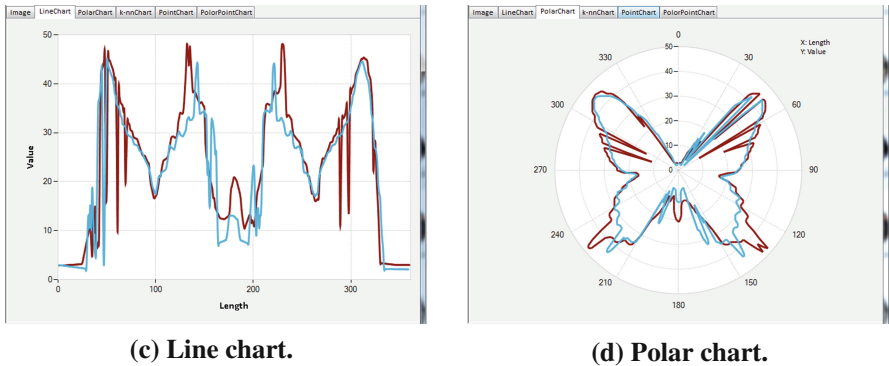 Image LineChart PolarChart k-nnChart PointChart PolorPointChart
50
40
30
20
10
0
Value
0 100 200 300
Length
(c) Line chart.
Image LineChart PolarChart k-nnChart PointChart PolorPointChart
X: Length
Y: Value
0
30
60
90
120
150
180
210
240
270
300
330
50
40
30
20
10
0
(d) Polar chart.